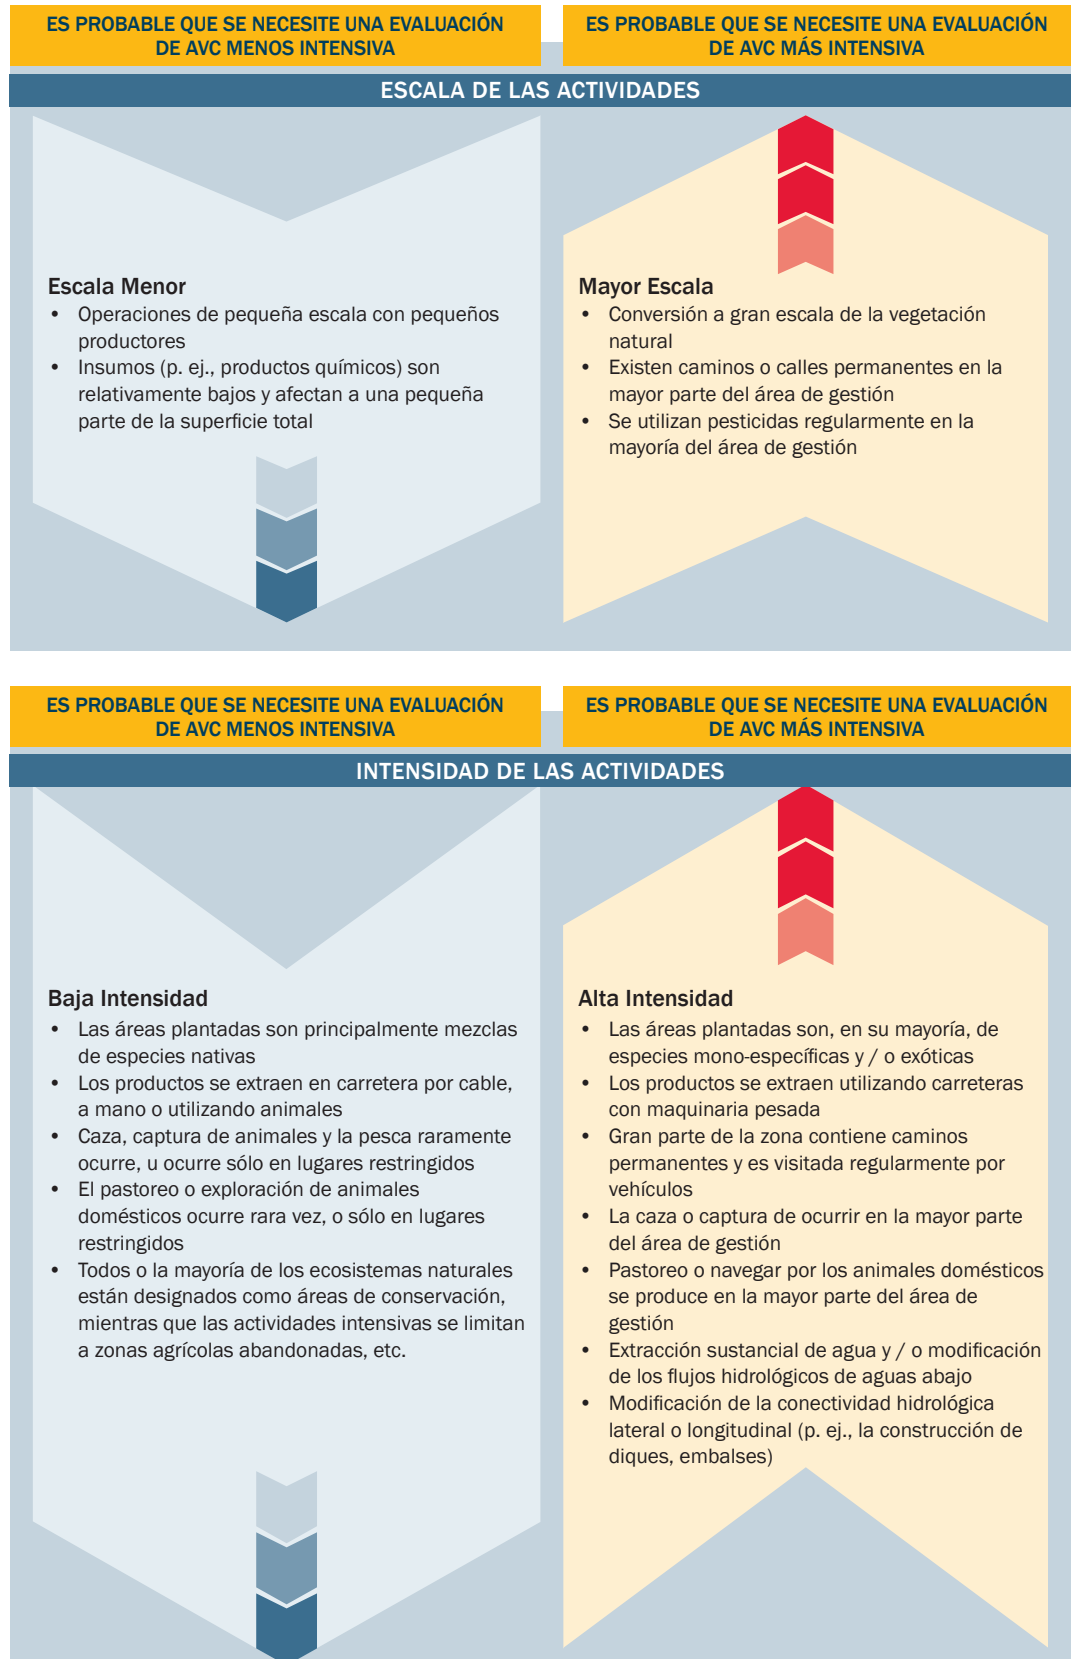 ES PROBABLE QUE SE NECESITE UNA EVALUACIÓN
DE AVC MENOS INTENSIVA
ES PROBABLE QUE SE NECESITE UNA EVALUACIÓN
DE AVC MÁS INTENSIVA
ESCALA DE LAS ACTIVIDADES
Escala Menor
• Operaciones de pequeña escala con pequeños
productores
• Insumos (p. ej., productos químicos) son
relativamente bajos y afectan a una pequeña
parte de la superficie total
Mayor Escala
• Conversión a gran escala de la vegetación
natural
• Existen caminos o calles permanentes en la
mayor parte del área de gestión
• Se utilizan pesticidas regularmente en la
mayoría del área de gestión
ES PROBABLE QUE SE NECESITE UNA EVALUACIÓN
DE AVC MENOS INTENSIVA
ES PROBABLE QUE SE NECESITE UNA EVALUACIÓN
DE AVC MÁS INTENSIVA
INTENSIDAD DE LAS ACTIVIDADES
Baja Intensidad
• Las áreas plantadas son principalmente mezclas
de especies nativas
• Los productos se extraen en carretera por cable,
a mano o utilizando animales
• Caza, captura de animales y la pesca raramente
ocurre, u ocurre sólo en lugares restringidos
• El pastoreo o exploración de animales
domésticos ocurre rara vez, o sólo en lugares
restringidos
• Todos o la mayoría de los ecosistemas naturales
están designados como áreas de conservación,
mientras que las actividades intensivas se limitan
a zonas agrícolas abandonadas, etc.
Alta Intensidad
• Las áreas plantadas son, en su mayoría, de
especies mono-específicas y / o exóticas
• Los productos se extraen utilizando carreteras
con maquinaria pesada
• Gran parte de la zona contiene caminos
permanentes y es visitada regularmente por
vehículos
• La caza o captura de ocurrir en la mayor parte
del área de gestión
• Pastoreo o navegar por los animales domésticos
se produce en la mayor parte del área de
gestión
• Extracción sustancial de agua y / o modificación
de los flujos hidrológicos de aguas abajo
• Modificación de la conectividad hidrológica
lateral o longitudinal (p. ej., la construcción de
diques, embalses)